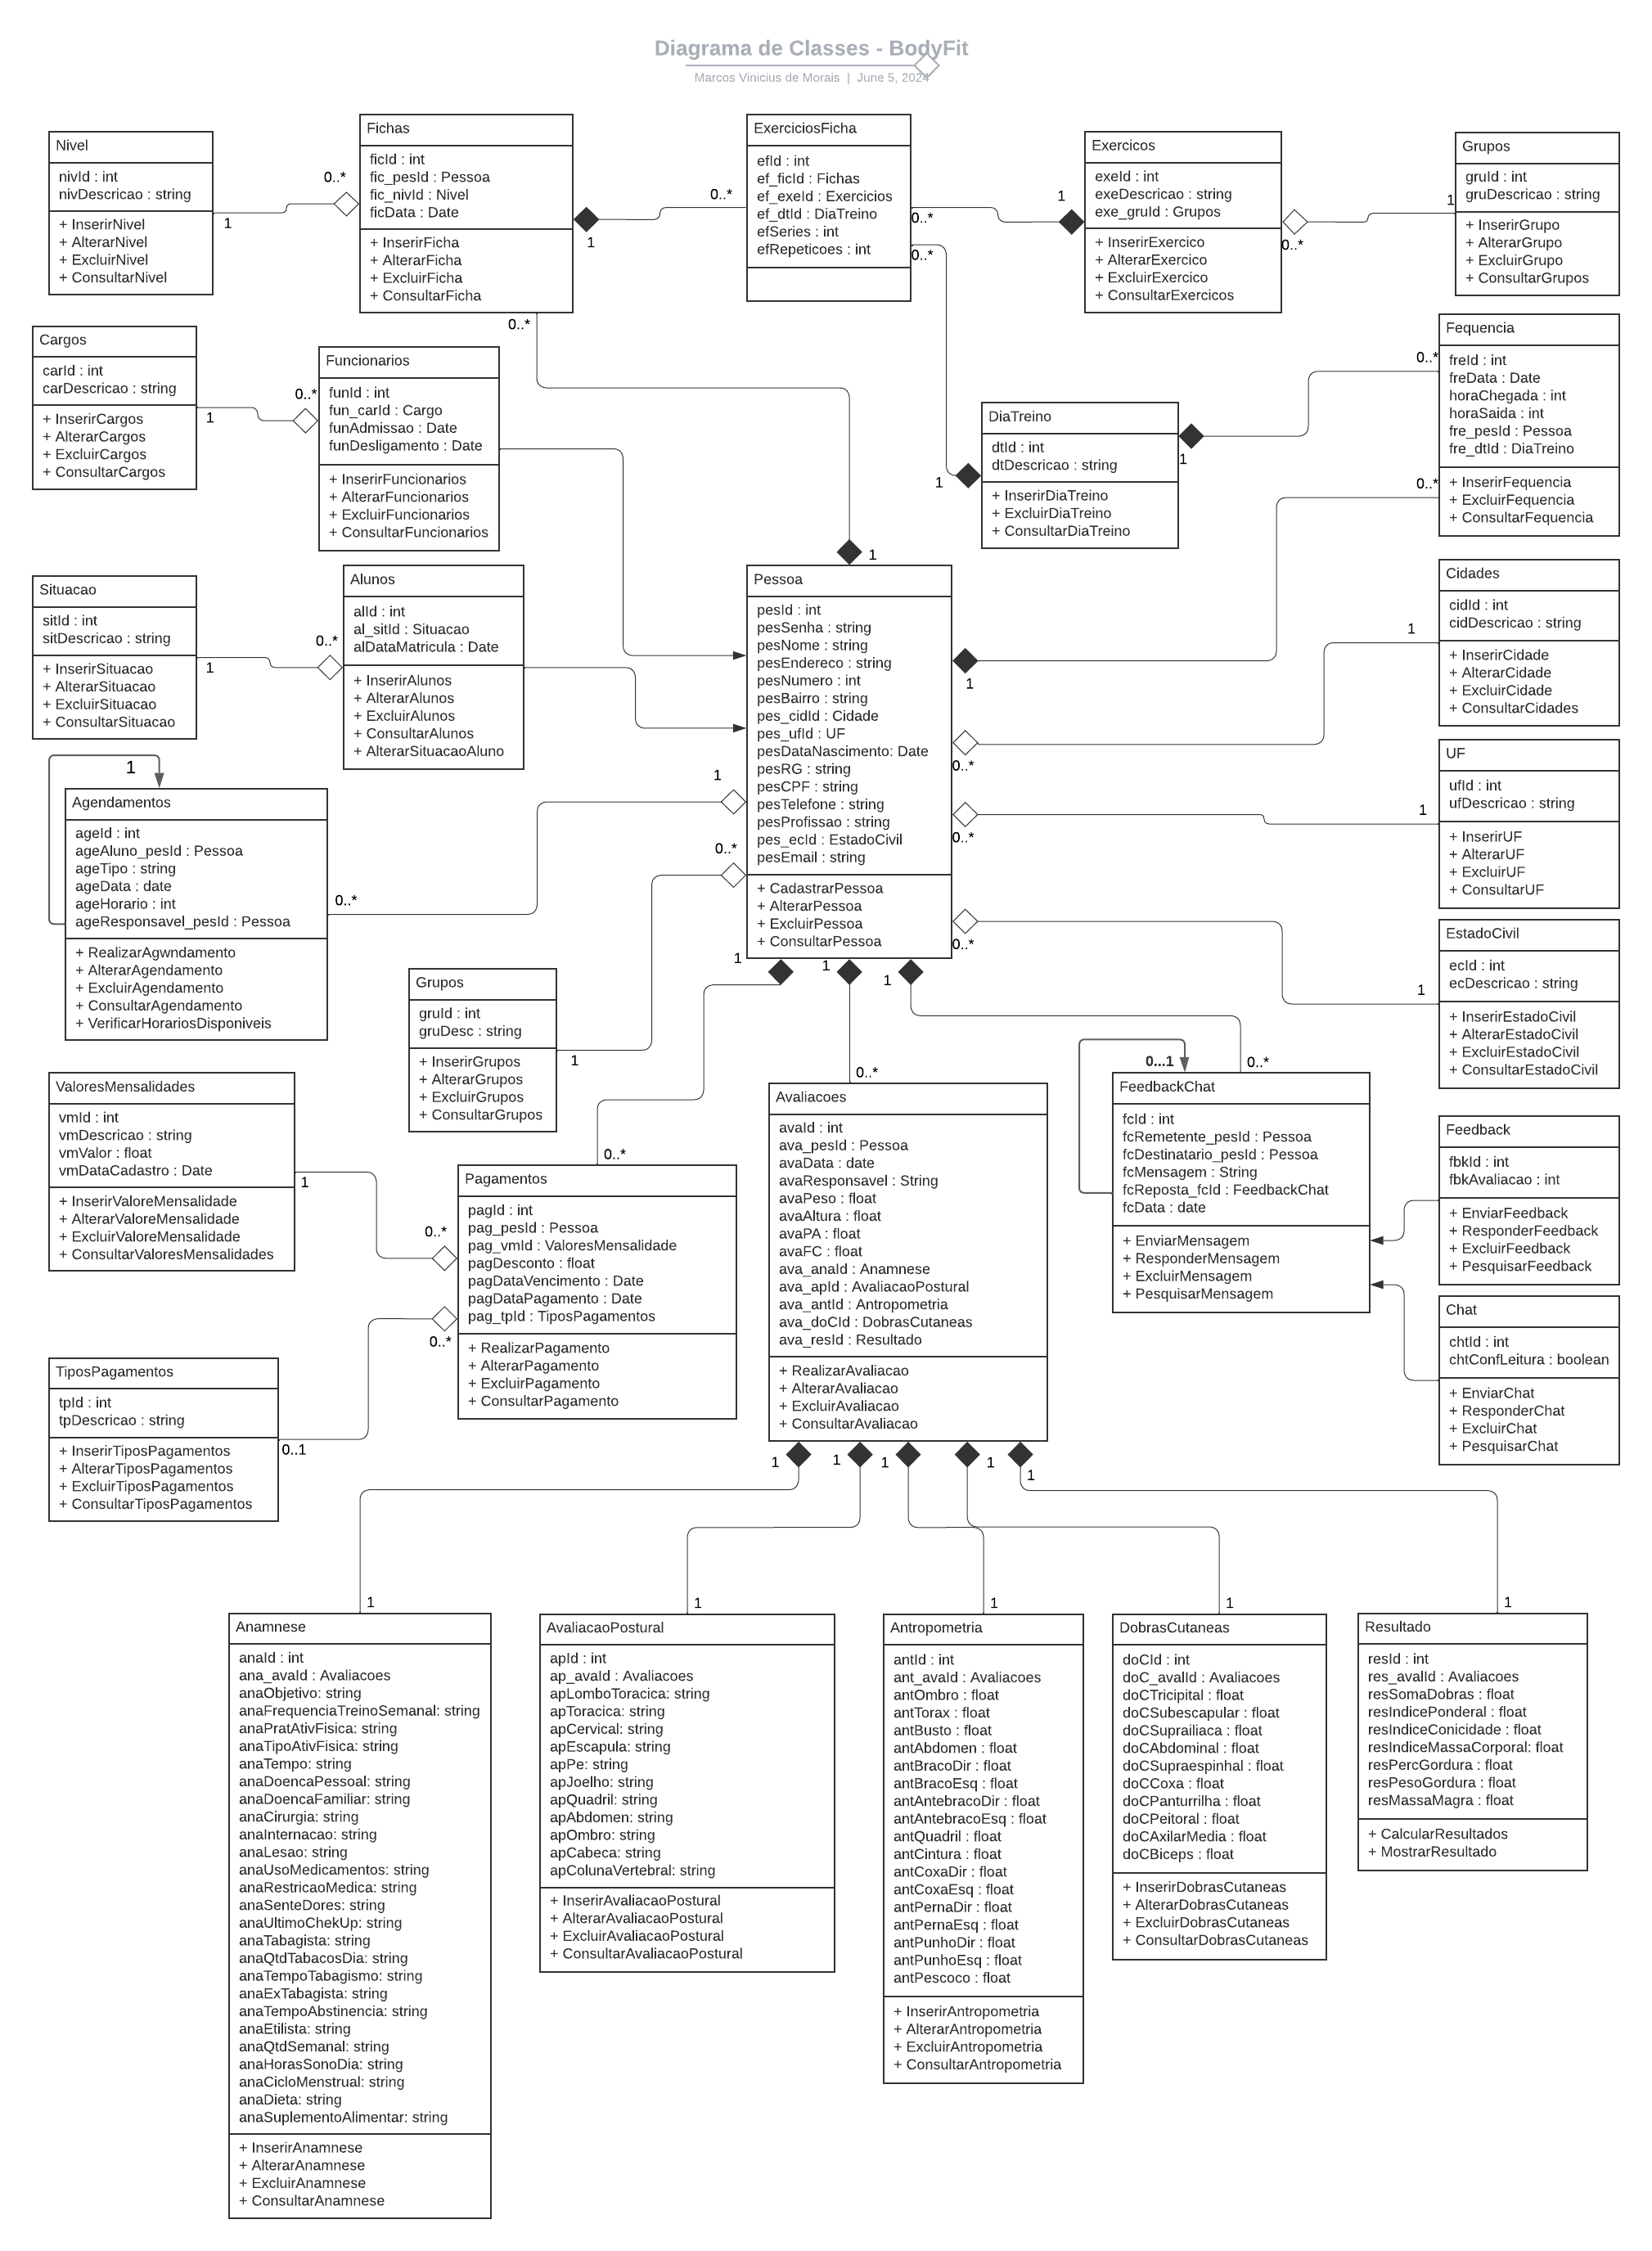 Diagrama de Classes - BodyFit
Marcos Vinicius de Morais | June 5, 2024
Nivel
nivId : int
nivDescricao : string
+ InserirNivel
+ AlterarNivel
+ ExcluirNivel
+ ConsultarNivel
1
0..*
Fichas
ficId : int
fic_pesId : Pessoa
fic_nivId : Nivel
ficData : Date
+ InserirFicha
+ AlterarFicha
+ ExcluirFicha
+ ConsultarFicha
1
0..*
0..*
ExerciciosFicha
efId : int
ef_ficId : Fichas
ef_exeId : Exercicios
ef_dtId : DiaTreino
efSeries : int
efRepeticoes : int
0..*
0..*
1
Exercicos
exeId : int
exeDescricao : string
exe_gruId : Grupos
+ InserirExercico
+ AlterarExercico
+ ExcluirExercico
+ ConsultarExercicos
0..*
1
Grupos
gruId : int
gruDescricao : string
+ InserirGrupo
+ AlterarGrupo
+ ExcluirGrupo
+ ConsultarGrupos
Cargos
carId : int
carDescricao : string
+ InserirCargos
+ AlterarCargos
+ ExcluirCargos
+ ConsultarCargos
1
0..*
Funcionarios
funId : int
fun_carId : Cargo
funAdmissao : Date
funDesligamento : Date
+ InserirFuncionarios
+ AlterarFuncionarios
+ ExcluirFuncionarios
+ ConsultarFuncionarios
1
DiaTreino
dtId : int
dtDescricao : string
+ InserirDiaTreino
+ ExcluirDiaTreino
+ ConsultarDiaTreino
1
0..*
0..*
Fequencia
freId : int
freData : Date
horaChegada : int
horaSaida : int
fre_pesId : Pessoa
fre_dtId : DiaTreino
+ InserirFequencia
+ ExcluirFequencia
+ ConsultarFequencia
Situacao
sitId : int
sitDescricao : string
+ InserirSituacao
+ AlterarSituacao
+ ExcluirSituacao
+ ConsultarSituacao
1
0..*
Alunos
alId : int
al_sitId : Situacao
alDataMatricula : Date
+ InserirAlunos
+ AlterarAlunos
+ ExcluirAlunos
+ ConsultarAlunos
+ AlterarSituacaoAluno
1
Pessoa
pesId : int
pesSenha : string
pesNome : string
pesEndereco : string
pesNumero : int
pesBairro : string
pes_cidId : Cidade
pes_ufId : UF
pesDataNascimento: Date
pesRG : string
pesCPF : string
pesTelefone : string
pesProfissao : string
pes_ecId : EstadoCivil
pesEmail : string
+ CadastrarPessoa
+ AlterarPessoa
+ ExcluirPessoa
+ ConsultarPessoa
1
0..*
1
0..*
0..*
0..*
1
1
1
1
1
1
Cidades
cidId : int
cidDescricao : string
+ InserirCidade
+ AlterarCidade
+ ExcluirCidade
+ ConsultarCidades
UF
ufId : int
ufDescricao : string
+ InserirUF
+ AlterarUF
+ ExcluirUF
+ ConsultarUF
EstadoCivil
ecId : int
ecDescricao : string
+ InserirEstadoCivil
+ AlterarEstadoCivil
+ ExcluirEstadoCivil
+ ConsultarEstadoCivil
1
Agendamentos
ageId : int
ageAluno_pesId : Pessoa
ageTipo : string
ageData : date
ageHorario : int
ageResponsavel_pesId : Pessoa
+ RealizarAgwndamento
+ AlterarAgendamento
+ ExcluirAgendamento
+ ConsultarAgendamento
+ VerificarHorariosDisponiveis
0..*
Grupos
gruId : int
gruDesc : string
+ InserirGrupos
+ AlterarGrupos
+ ExcluirGrupos
+ ConsultarGrupos
1
ValoresMensalidades
vmId : int
vmDescricao : string
vmValor : float
vmDataCadastro : Date
+ InserirValoreMensalidade
+ AlterarValoreMensalidade
+ ExcluirValoreMensalidade
+ ConsultarValoresMensalidades
1
0..*
0..*
0..*
Pagamentos
pagId : int
pag_pesId : Pessoa
pag_vmId : ValoresMensalidade
pagDesconto : float
pagDataVencimento : Date
pagDataPagamento : Date
pag_tpId : TiposPagamentos
+ RealizarPagamento
+ AlterarPagamento
+ ExcluirPagamento
+ ConsultarPagamento
TiposPagamentos
tpId : int
tpDescricao : string
+ InserirTiposPagamentos
+ AlterarTiposPagamentos
+ ExcluirTiposPagamentos
+ ConsultarTiposPagamentos
0..1
0..*
Avaliacoes
avaId : int
ava_pesId : Pessoa
avaData : date
avaResponsavel : String
avaPeso : float
avaAltura : float
avaPA : float
avaFC : float
ava_anaId : Anamnese
ava_apId : AvaliacaoPostural
ava_antId : Antropometria
ava_doCId : DobrasCutaneas
ava_resId : Resultado
+ RealizarAvaliacao
+ AlterarAvaliacao
+ ExcluirAvaliacao
+ ConsultarAvaliacao
0...1
0..*
FeedbackChat
fcId : int
fcRemetente_pesId : Pessoa
fcDestinatario_pesId : Pessoa
fcMensagem : String
fcReposta_fcId : FeedbackChat
fcData : date
+ EnviarMensagem
+ ResponderMensagem
+ ExcluirMensagem
+ PesquisarMensagem
Feedback
fbkId : int
fbkAvaliacao : int
+ EnviarFeedback
+ ResponderFeedback
+ ExcluirFeedback
+ PesquisarFeedback
Chat
chtId : int
chtConfLeitura : boolean
+ EnviarChat
+ ResponderChat
+ ExcluirChat
+ PesquisarChat
1
1
1
1
1
1
1
1
1
1
Anamnese
anaId : int
ana_avaId : Avaliacoes
anaObjetivo: string
anaFrequenciaTreinoSemanal: string
anaPratAtivFisica: string
anaTipoAtivFisica: string
anaTempo: string
anaDoencaPessoal: string
anaDoencaFamiliar: string
anaCirurgia: string
anaInternacao: string
anaLesao: string
anaUsoMedicamentos: string
anaRestricaoMedica: string
anaSenteDores: string
anaUltimoChekUp: string
anaTabagista: string
anaQtdTabacosDia: string
anaTempoTabagismo: string
anaExTabagista: string
anaTempoAbstinencia: string
anaEtilista: string
anaQtdSemanal: string
anaHorasSonoDia: string
anaCicloMenstrual: string
anaDieta: string
anaSuplementoAlimentar: string
+ InserirAnamnese
+ AlterarAnamnese
+ ExcluirAnamnese
+ ConsultarAnamnese
AvaliacaoPostural
apId : int
ap_avaId : Avaliacoes
apLomboToracica: string
apToracica: string
apCervical: string
apEscapula: string
apPe: string
apJoelho: string
apQuadril: string
apAbdomen: string
apOmbro: string
apCabeca: string
apColunaVertebral: string
+ InserirAvaliacaoPostural
+ AlterarAvaliacaoPostural
+ ExcluirAvaliacaoPostural
+ ConsultarAvaliacaoPostural
Antropometria
antId : int
ant_avaId : Avaliacoes
antOmbro : float
antTorax : float
antBusto : float
antAbdomen : float
antBracoDir : float
antBracoEsq : float
antAntebracoDir : float
antAntebracoEsq : float
antQuadril : float
antCintura : float
antCoxaDir : float
antCoxaEsq : float
antPernaDir : float
antPernaEsq : float
antPunhoDir : float
antPunhoEsq : float
antPescoco : float
+ InserirAntropometria
+ AlterarAntropometria
+ ExcluirAntropometria
+ ConsultarAntropometria
DobrasCutaneas
doCId : int
doC_avalId : Avaliacoes
doCTricipital : float
doCSubescapular : float
doCSuprailiaca : float
doCAbdominal : float
doCSupraespinhal : float
doCCoxa : float
doCPanturrilha : float
doCPeitoral : float
doCAxilarMedia : float
doCBiceps : float
+ InserirDobrasCutaneas
+ AlterarDobrasCutaneas
+ ExcluirDobrasCutaneas
+ ConsultarDobrasCutaneas
Resultado
resId : int
res_avalId : Avaliacoes
resSomaDobras : float
resIndicePonderal : float
resIndiceConicidade : float
resIndiceMassaCorporal: float
resPercGordura : float
resPesoGordura : float
resMassaMagra : float
+ CalcularResultados
+ MostrarResultado